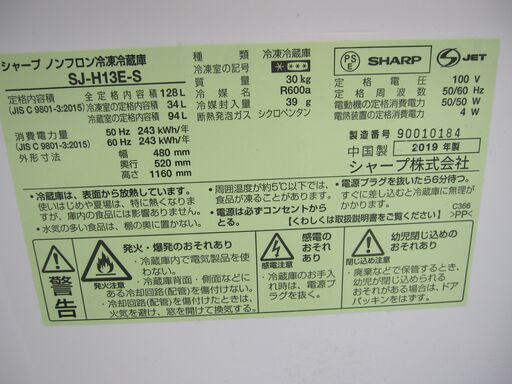 シャープ ノンフロン冷凍冷蔵庫
SJ-H13E-S
定格内容積 全定格内容積 128L
(JIS C 9801-3:2015) 冷凍室の定格内容積 34L
冷蔵室の定格内容積 94L
消費電力量 50 Hz 243 kWh/年
(JIS C 9801-3:2015) 60 Hz 243 kWh/年
外形寸法 幅 480 mm
奥行 520 mm
高さ 1160 mm
種類 冷凍冷蔵庫
冷凍室の記号
質量 30 kg
冷媒名 R600a
冷媒封入量 39 g
断熱発泡ガス シクロペンタン
PS
E
SHARP
S JET
定格電圧 100 V
定格周波数 50/60 Hz
電動機の定格消費電力 50/50 W
電熱装置の定格消費電力 4 W
製造番号 90010184
中国製 2019 年製
シャープ株式会社
・冷蔵庫は、表面から放熱しています。
使いはじめや夏場は、特に熱くなりますが、
庫内の食品には影響ありません。
・水気の多い食品は、棚の奥に置かない。
・周囲温度が約5℃以下では、
食品が凍ることがあります。
・電源は必ずコンセントから
とる。
・電源プラグを抜いたら6分待つ。
すぐに差し込むと冷蔵庫に無理が
かかります。
【くわしくは取扱説明書をご覧ください】
C366
>PP<
警告
発火・爆発のおそれあり
・冷蔵庫内で電気製品を使
わない。
・冷蔵庫背面・側面などに
ある冷却回路(配管)を傷付けない。
・冷却回路(配管)を傷付けたときは、
火気を避け、窓を開けて換気する。
発火注意
感電の
おそれあり
感電注意
・冷蔵庫のお手入
れ時は、電源プラ
グを抜く。
幼児閉じ込めの
おそれあり
閉じ込め注意
・廃棄などで保管するとき、
幼児が閉じ込められる
おそれがある場合は、ドア
パッキンをはずす。